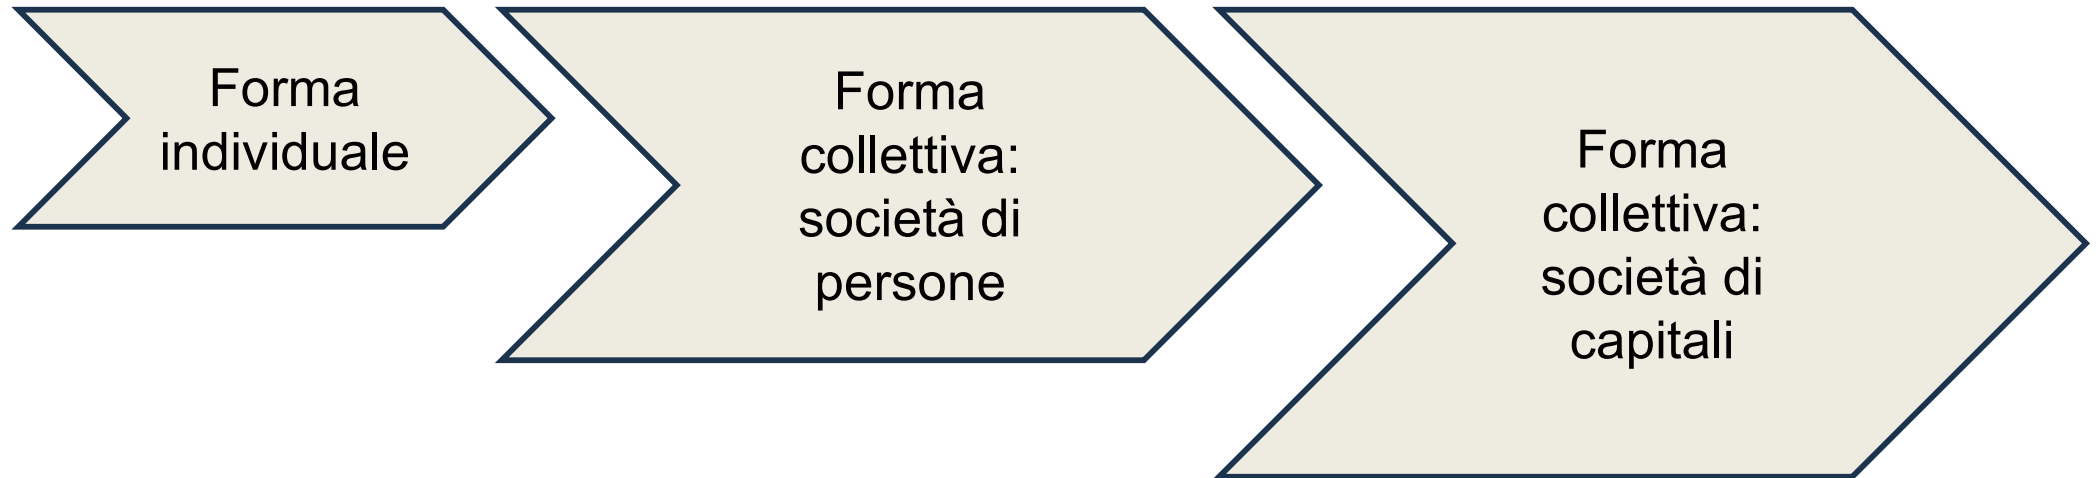 Forma
individuale
Forma
collettiva:
società di
persone
Forma
collettiva:
società di
capitali